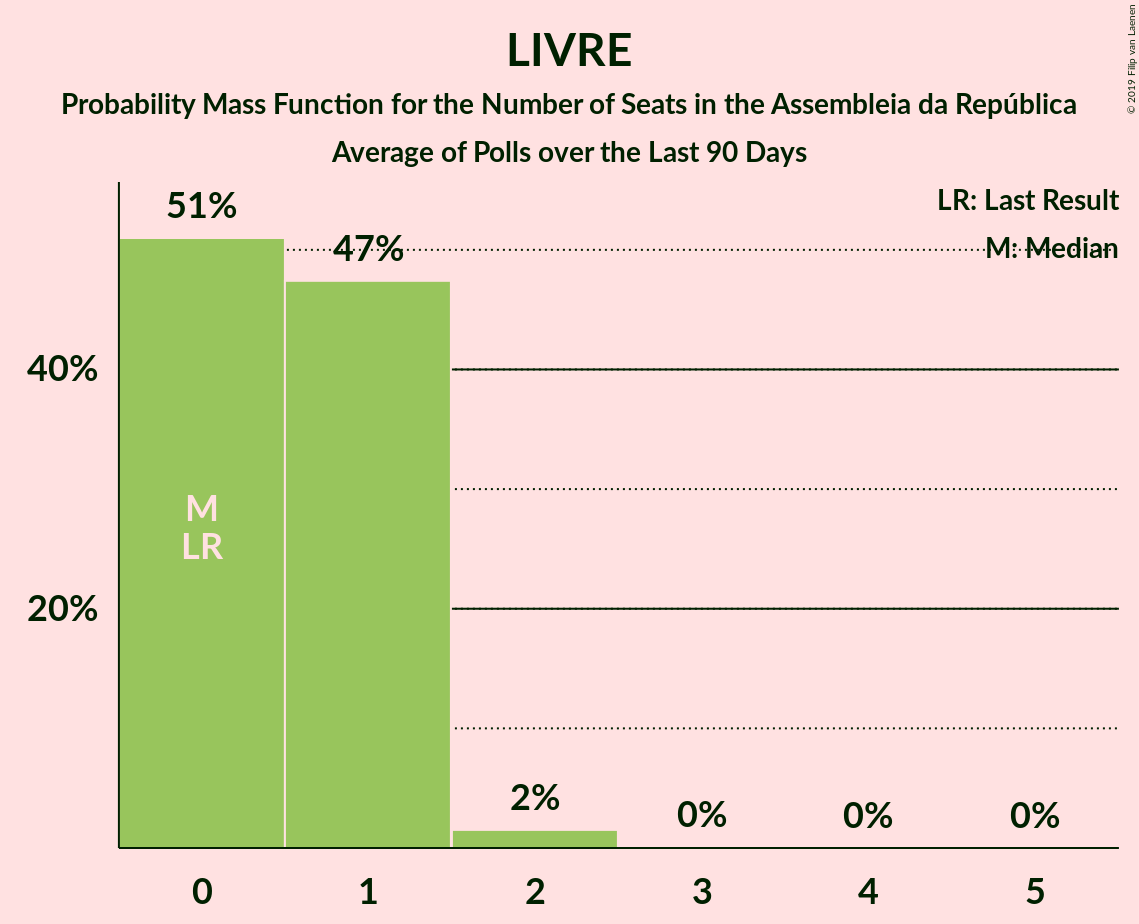 LIVRE
Probability Mass Function for the Number of Seats in the Assembleia da República
Average of Polls over the Last 90 Days
© 2019 Filip van Laenen
LR: Last Result
M: Median
51%
47%
40%
M
LR
20%
2%
0%
0%
0%
0
1
2
3
4
5